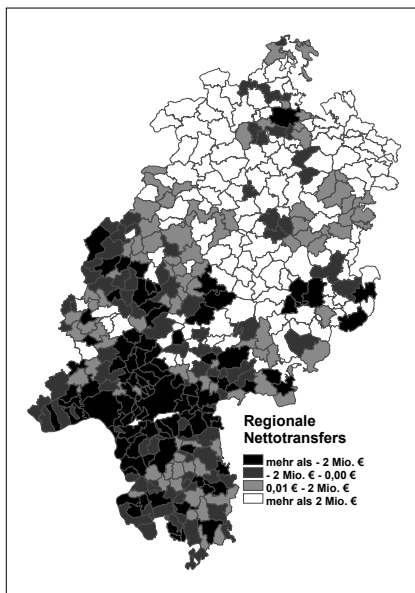 Regionale
Nettotransfers
mehr als - 2 Mio. €
- 2 Mio. € - 0,00 €
0,01 € - 2 Mio. €
mehr als 2 Mio. €